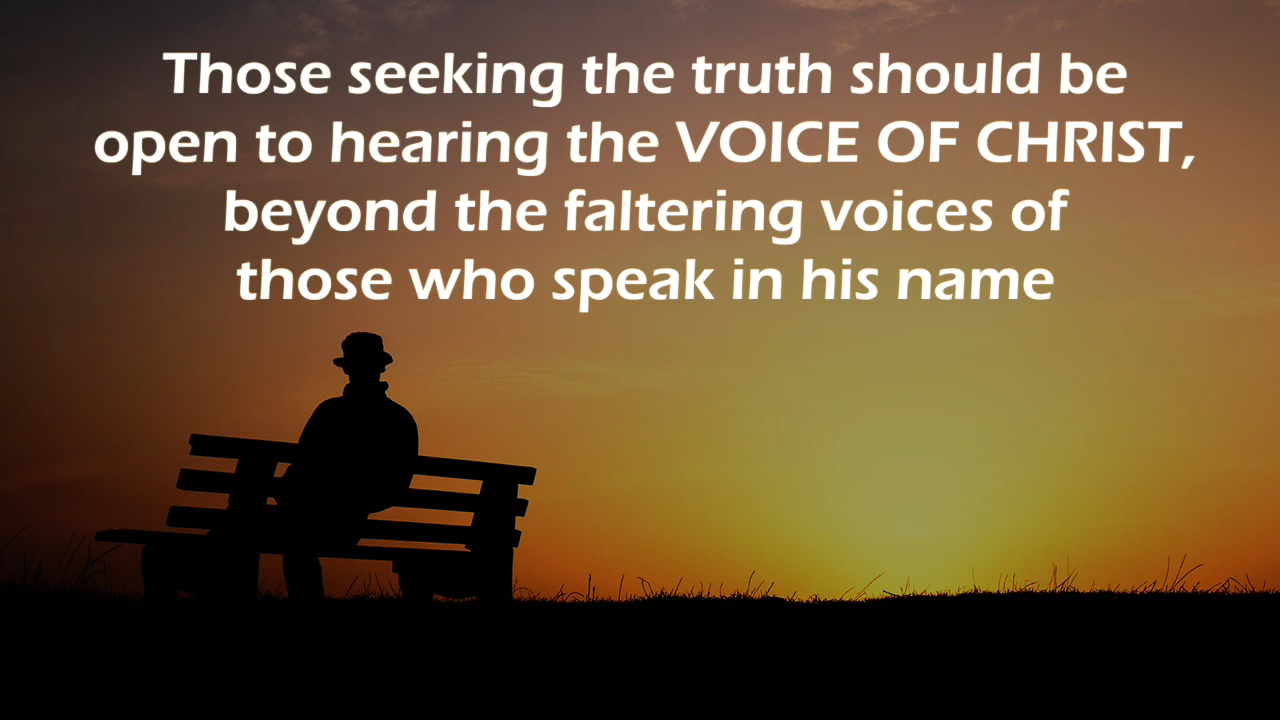 Those seeking the truth should be
open to hearing the VOICE OF CHRIST,
beyond the faltering voices of
those who speak in his name